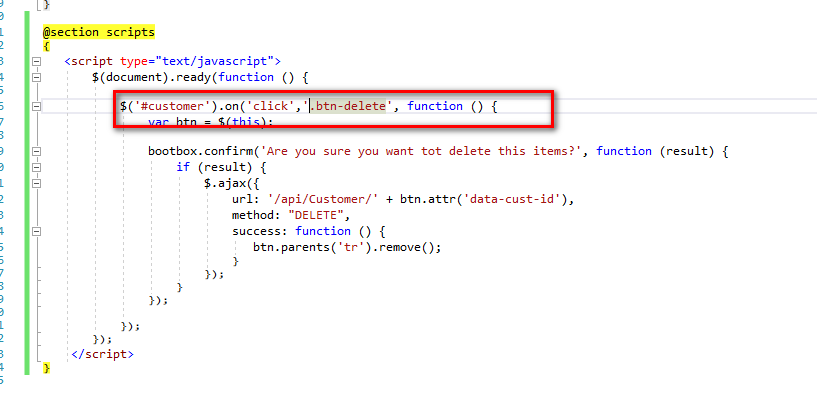 }
@section scripts
{
<script type="text/javascript">
$(document).ready(function () {
$('#customer').on('click','.btn-delete', function () {
var btn = $(this);
bootbox.confirm('Are you sure you want tot delete this items?', function (result) {
if (result) {
$.ajax({
url: '/api/Customer/' + btn.attr('data-cust-id'),
method: "DELETE",
success: function () {
btn.parents('tr').remove();
}
});
}
});
});
});
</script>
}